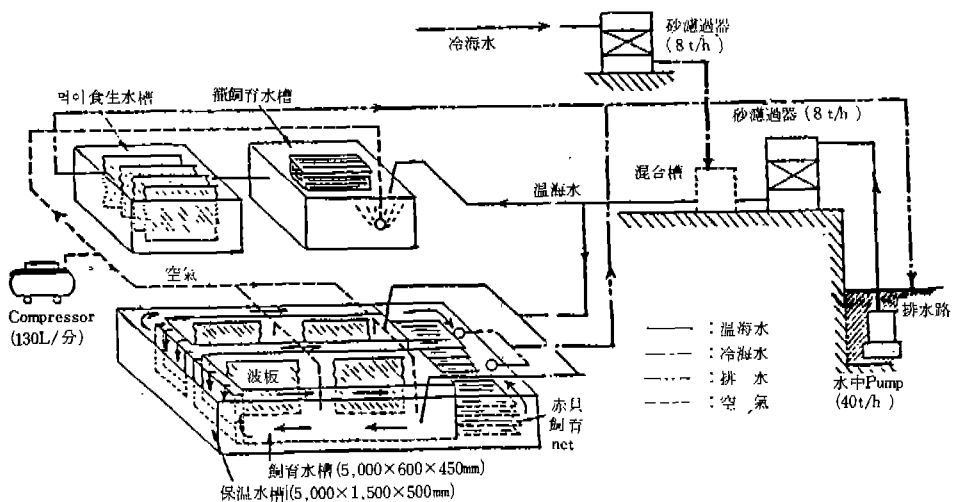 冷海水
砂濾過器
(8 t/h)
먹이食生水槽
飼育水槽
砂濾過器 (8 t/h)
混合槽
温海水
空氣
Compressor
(130L/分)
排水路
波板
水中Pump
(40t/h)
赤貝
飼育
net
飼育水槽(5,000×600×450㎜)
保温水槽(5,000×1,500×500㎜)
: 温海水
: 冷海水
: 排 水
: 空 氣